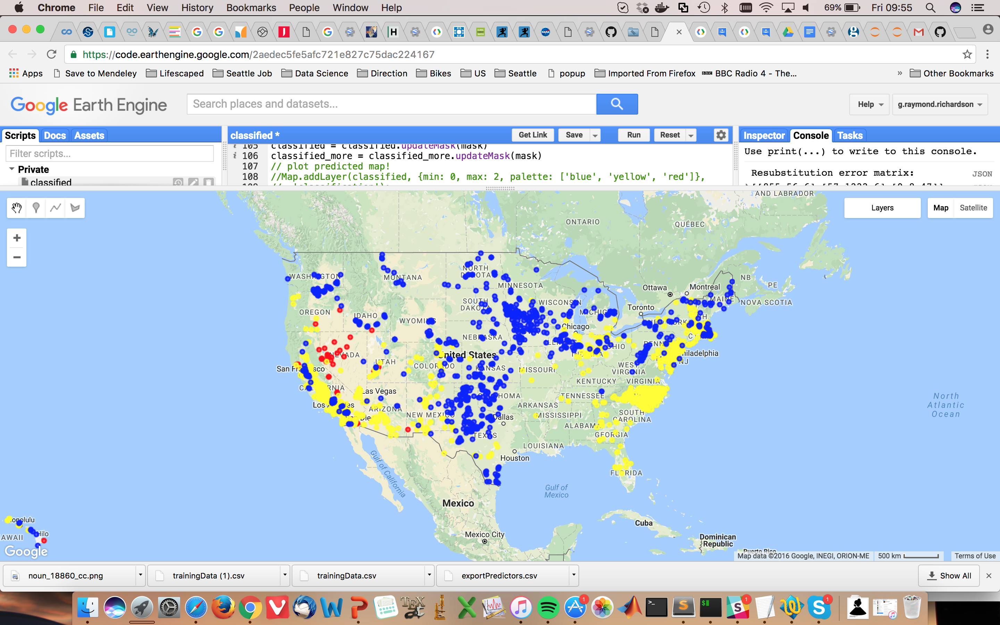 Chrome File Edit View History Bookmarks People Window Help 69% Fri 09:55
https://code.earthengine.google.com/2aedec5fe5afc721e827c75dac224167
Apps Save to Mendeley Lifescaped Seattle Job Data Science Direction Bikes US Seattle popup Imported From Firefox BBC BBC Radio 4 - The... » Other Bookmarks
Google Earth Engine Search places and datasets... Help g.raymond.richardson
Scripts Docs Assets classified * Get Link Save Run Reset Inspector Console Tasks
Filter scripts...
Private
classified
105 classified = classified.updateMask(mask)
106 classified_more = classified_more.updateMask(mask)
107 // plot predicted map!
108 //Map.addLayer(classified, {min: 0, max: 2, palette: ['blue', 'yellow', 'red']},
Use print(...) to write to this console.
Resubstitution error matrix: JSON
Layers Map Satellite
+
−
AND LABRADOR
ONTARIO
QUÉBEC
WASHINGTON
MONTANA
NORTH
DAKOTA
MINNESOTA
Ottawa
Montreal
NB
PE
MAINE
NOVA SCOTIA
OREGON
IDAHO
WYOMING
SOUTH
DAKOTA
WISCONSIN
MICHIGAN
Toronto
NEW YORK
Chicago
NEBRASKA
NEVADA
UTAH
United States
COLORADO
KANSAS
MISSOURI
INDIANA
OHIO
PENN
Philadelphia
NJ
WEST
VIRGINIA
KENTUCKY
VIRGINIA
San Francisco
CALIFORNIA
Las Vegas
Los Angeles
San Diego
ARIZONA
NEW MEXICO
OKLAHOMA
ARKANSAS
TENNESSEE
MISSISSIPPI
ALABAMA
SOUTH
CAROLINA
GEORGIA
Dallas
TEXAS
LOUISIANA
Houston
FLORIDA
Gulf of California
Gulf of
Mexico
North
Atlantic
Ocean
Mexico
Mexico City
Cuba
Dominican
Republic
Puerto Rico
Honolulu
Hilo
HAWAII
Google
Map data ©2016 Google, INEGI, ORION-ME 500 km Terms of Use
noun_18860_cc.png trainingData (1).csv trainingData.csv exportPredictors.csv Show All